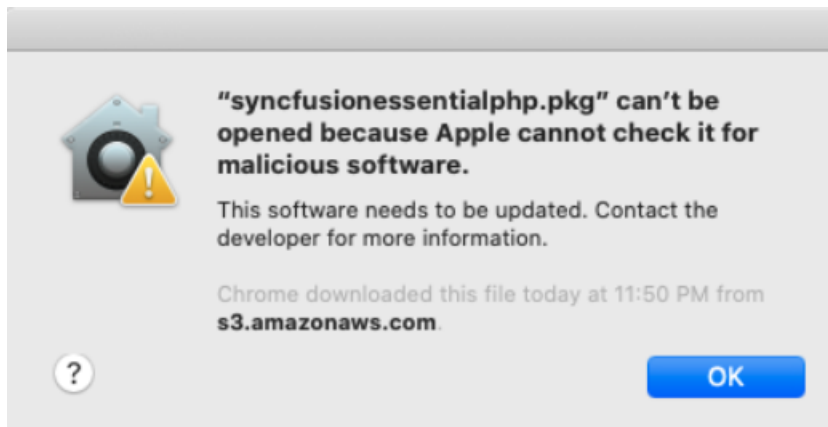 “syncfusionessentialphp.pkg” can’t be
opened because Apple cannot check it for
malicious software.
This software needs to be updated. Contact the
developer for more information.
Chrome downloaded this file today at 11:50 PM from
s3.amazonaws.com.
?
OK